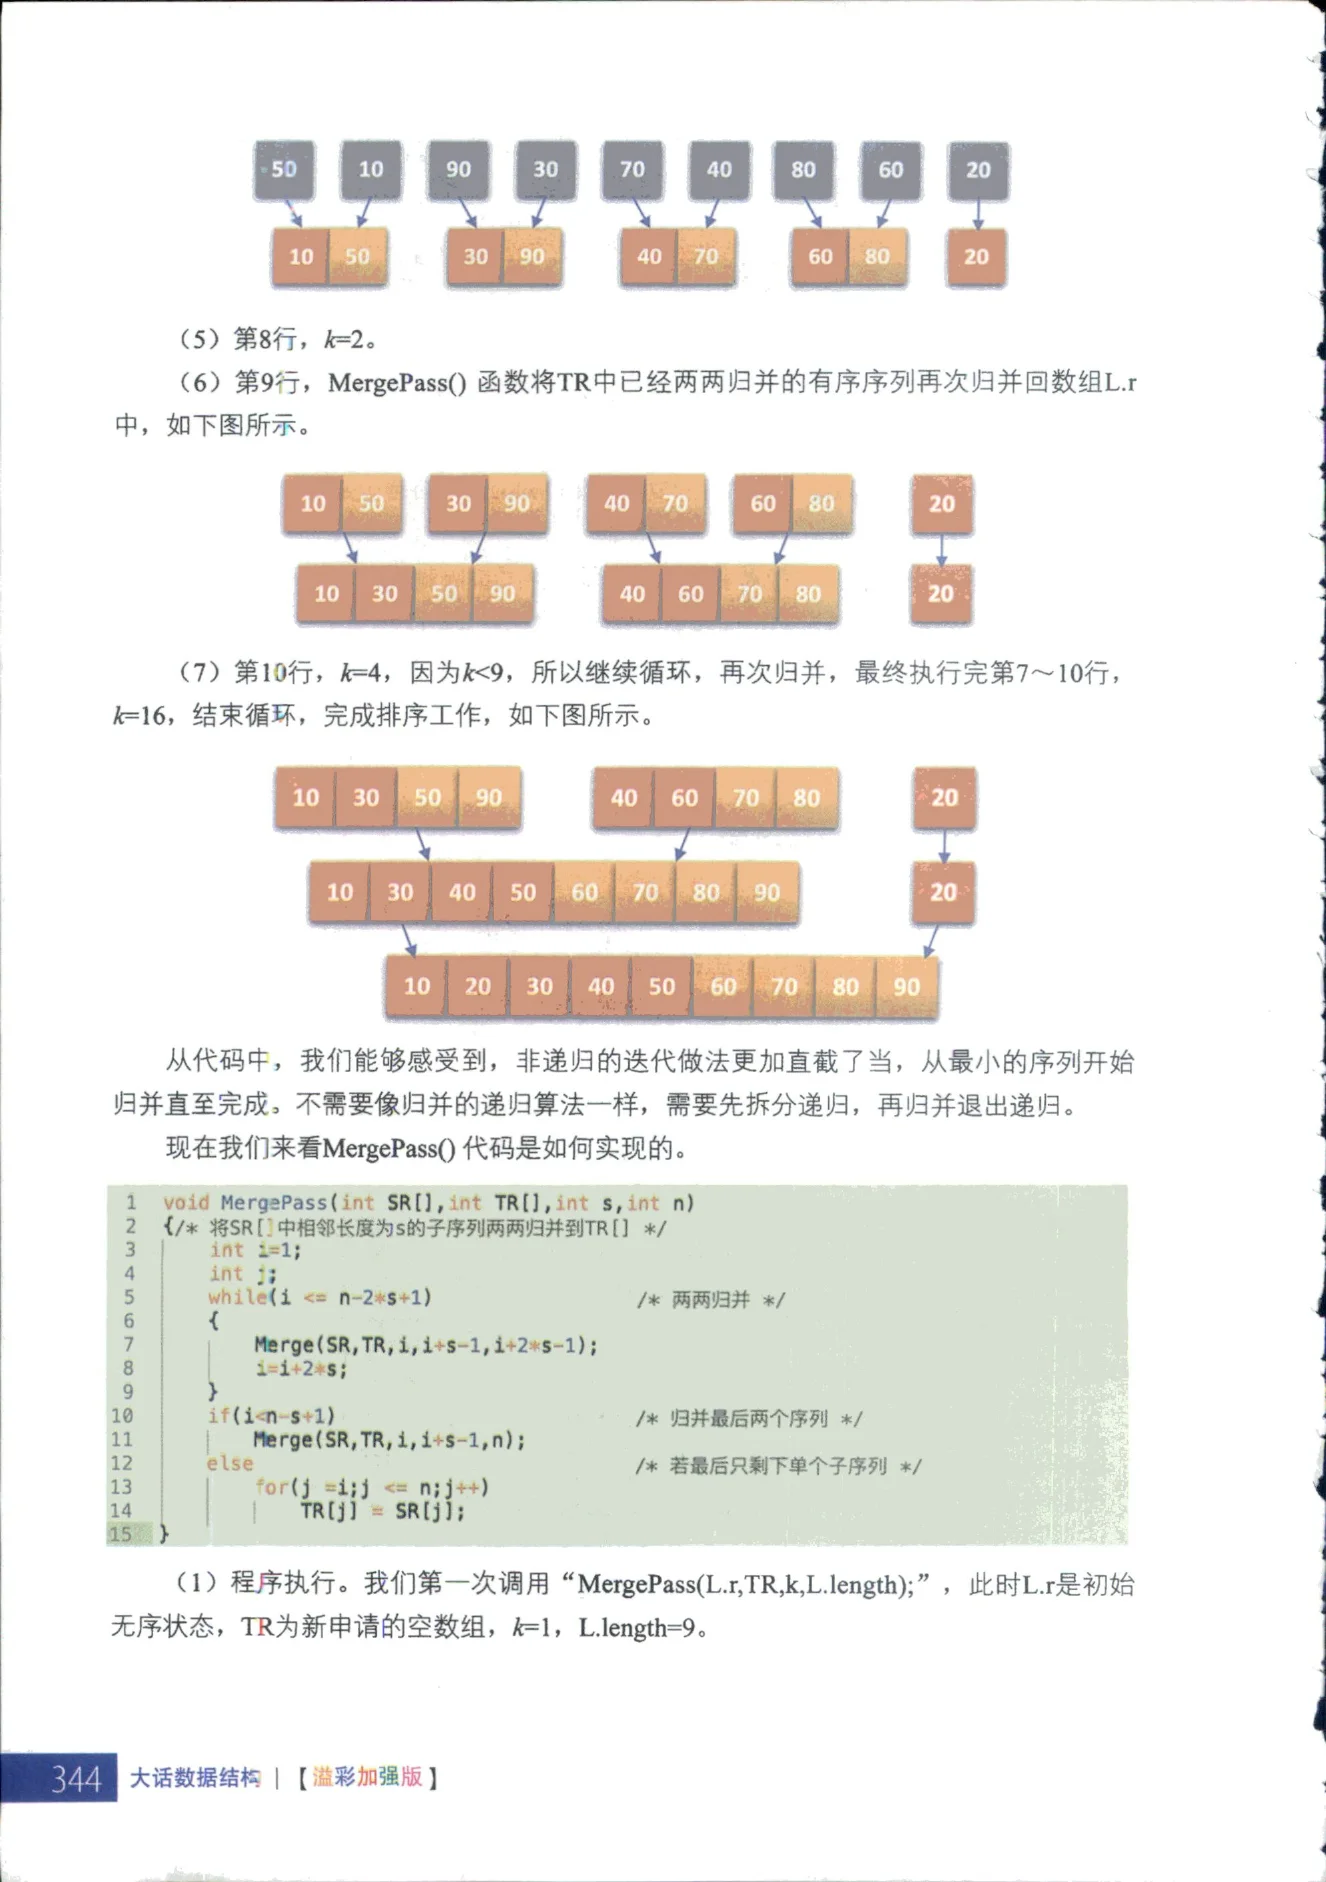 50 10 90 30 70 40 80 60 20
10 50 30 90 40 70 60 80 20
（5）第8行，k=2。
（6）第9行，MergePass() 函数将TR中已经两两归并的有序序列再次归并回数组L.r
中，如下图所示。
10 50 30 90 40 70 60 80 20
10 30 50 90 40 60 70 80 20
（7）第10行，k=4，因为k<9，所以继续循环，再次归并，最终执行完第7～10行，
k=16，结束循环，完成排序工作，如下图所示。
10 30 50 90 40 60 70 80 20
10 30 40 50 60 70 80 90 20
10 20 30 40 50 60 70 80 90
从代码中，我们能够感受到，非递归的迭代做法更加直截了当，从最小的序列开始
归并直至完成。不需要像归并的递归算法一样，需要先拆分递归，再归并退出递归。
现在我们来看MergePass() 代码是如何实现的。
1 void MergePass(int SR[],int TR[],int s,int n)
2 {/* 将SR[]中相邻长度为s的子序列两两归并到TR[] */
3 int i=1;
4 int j;
5 while(i <= n-2*s+1) /* 两两归并 */
6 {
7 Merge(SR,TR,i,i+s-1,i+2*s-1);
8 i=i+2*s;
9 }
10 if(i<n-s+1) /* 归并最后两个序列 */
11 Merge(SR,TR,i,i+s-1,n);
12 else /* 若最后只剩下单个子序列 */
13 for(j =i;j <= n;j++)
14 TR[j] = SR[j];
15 }
（1）程序执行。我们第一次调用“MergePass(L.r,TR,k,L.length);”，此时L.r是初始
无序状态，TR为新申请的空数组，k=1，L.length=9。
344 大话数据结构 | 【溢彩加强版】